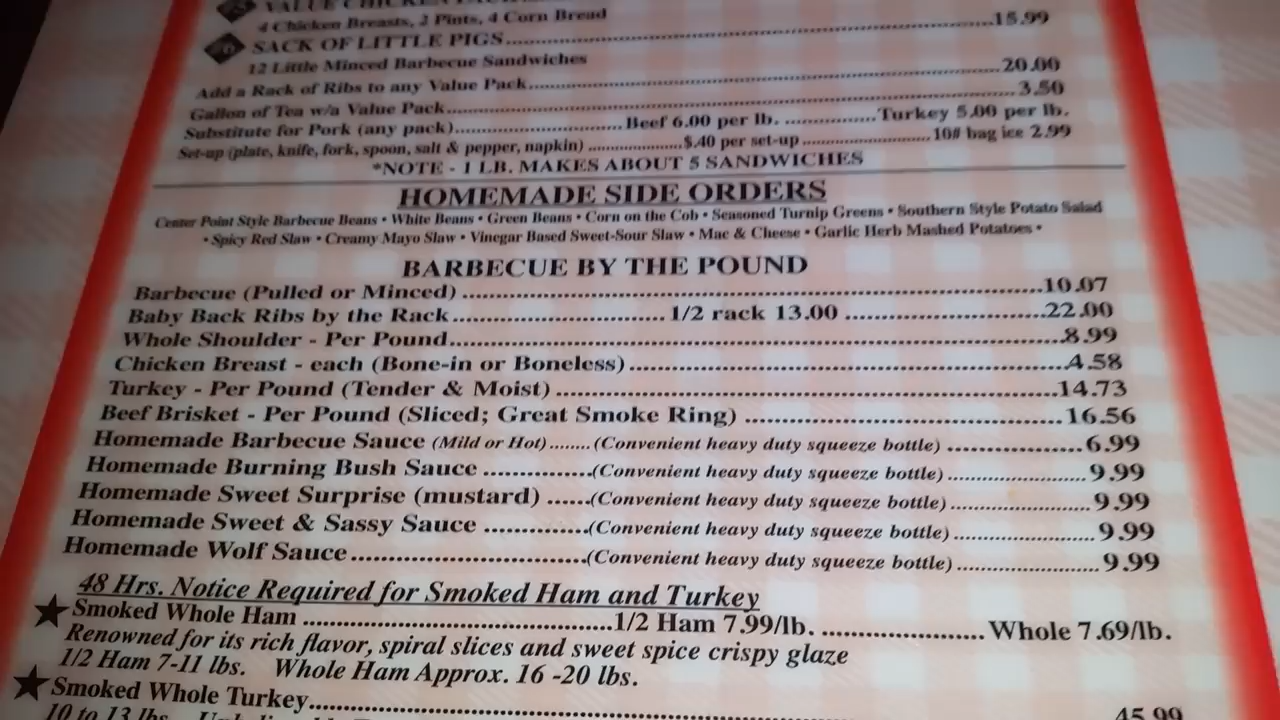 VALUE CHICKEN
4 Chicken Breasts, 2 Pints, 4 Corn Bread
SACK OF LITTLE PIGS..........15.99
12 Little Minced Barbecue Sandwiches
Add a Rack of Ribs to any Value Pack..........20.00
Gallon of Tea w/a Value Pack..........3.50
Substitute for Pork (any pack)..........Beef 6.00 per lb. ..........Turkey 5.00 per lb.
Set-up (plate, knife, fork, spoon, salt & pepper, napkin) ..........$.40 per set-up..........10# bag ice 2.99
*NOTE - 1 LB. MAKES ABOUT 5 SANDWICHES
HOMEMADE SIDE ORDERS
Center Point Style Barbecue Beans • White Beans • Green Beans • Corn on the Cob • Seasoned Turnip Greens • Southern Style Potato Salad
• Spicy Red Slaw • Creamy Mayo Slaw • Vinegar Based Sweet-Sour Slaw • Mac & Cheese • Garlic Herb Mashed Potatoes •
BARBECUE BY THE POUND
Barbecue (Pulled or Minced) ..........10.07
Baby Back Ribs by the Rack..........1/2 rack 13.00 ..........22.00
Whole Shoulder - Per Pound..........8.99
Chicken Breast - each (Bone-in or Boneless)..........4.58
Turkey - Per Pound (Tender & Moist) ..........14.73
Beef Brisket - Per Pound (Sliced; Great Smoke Ring) ..........16.56
Homemade Barbecue Sauce (Mild or Hot)........(Convenient heavy duty squeeze bottle) ..........6.99
Homemade Burning Bush Sauce ..........(Convenient heavy duty squeeze bottle) ..........9.99
Homemade Sweet Surprise (mustard) ......(Convenient heavy duty squeeze bottle) ..........9.99
Homemade Sweet & Sassy Sauce ..........(Convenient heavy duty squeeze bottle) ..........9.99
Homemade Wolf Sauce..........(Convenient heavy duty squeeze bottle) ..........9.99
48 Hrs. Notice Required for Smoked Ham and Turkey
Smoked Whole Ham ..........1/2 Ham 7.99/lb. ..........Whole 7.69/lb.
Renowned for its rich flavor, spiral slices and sweet spice crispy glaze
1/2 Ham 7-11 lbs. Whole Ham Approx. 16 -20 lbs.
Smoked Whole Turkey..........45.99
10 to 13 lbs.